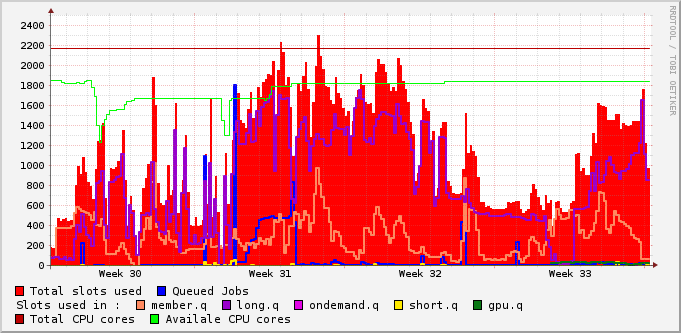 2400
2200
2000
1800
1600
1400
1200
1000
800
600
400
200
0
Week 30 Week 31 Week 32 Week 33
Total slots used Queued Jobs
Slots used in : member.q long.q ondemand.q short.q gpu.q
Total CPU cores Availale CPU cores
RRDTOOL / TOBI OETIKER